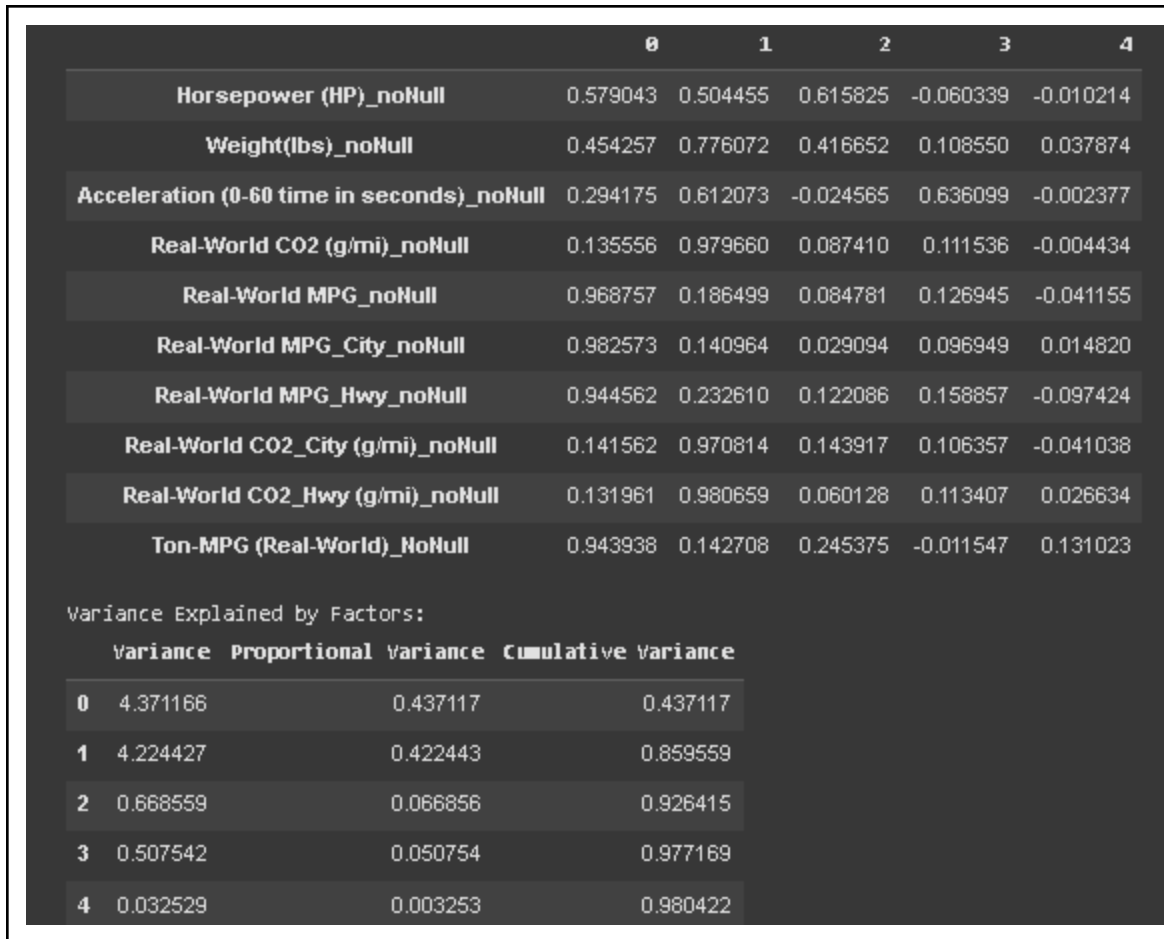 0 1 2 3 4
Horsepower (HP)_noNull 0.579043 0.504455 0.615825 -0.060339 -0.010214
Weight(lbs)_noNull 0.454257 0.776072 0.416652 0.108550 0.037874
Acceleration (0-60 time in seconds)_noNull 0.294175 0.612073 -0.024565 0.636099 -0.002377
Real-World CO2 (g/mi)_noNull 0.135556 0.979660 0.087410 0.111536 -0.004434
Real-World MPG_noNull 0.968757 0.186499 0.084781 0.126945 -0.041155
Real-World MPG_City_noNull 0.982573 0.140964 0.029094 0.096949 0.014820
Real-World MPG_Hwy_noNull 0.944562 0.232610 0.122086 0.158857 -0.097424
Real-World CO2_City (g/mi)_noNull 0.141562 0.970814 0.143917 0.106357 -0.041038
Real-World CO2_Hwy (g/mi)_noNull 0.131961 0.980659 0.060128 0.113407 0.026634
Ton-MPG (Real-World)_NoNull 0.943938 0.142708 0.245375 -0.011547 0.131023
Variance Explained by Factors:
Variance Proportional Variance Cumulative Variance
0 4.371166 0.437117 0.437117
1 4.224427 0.422443 0.859559
2 0.668559 0.066856 0.926415
3 0.507542 0.050754 0.977169
4 0.032529 0.003253 0.980422